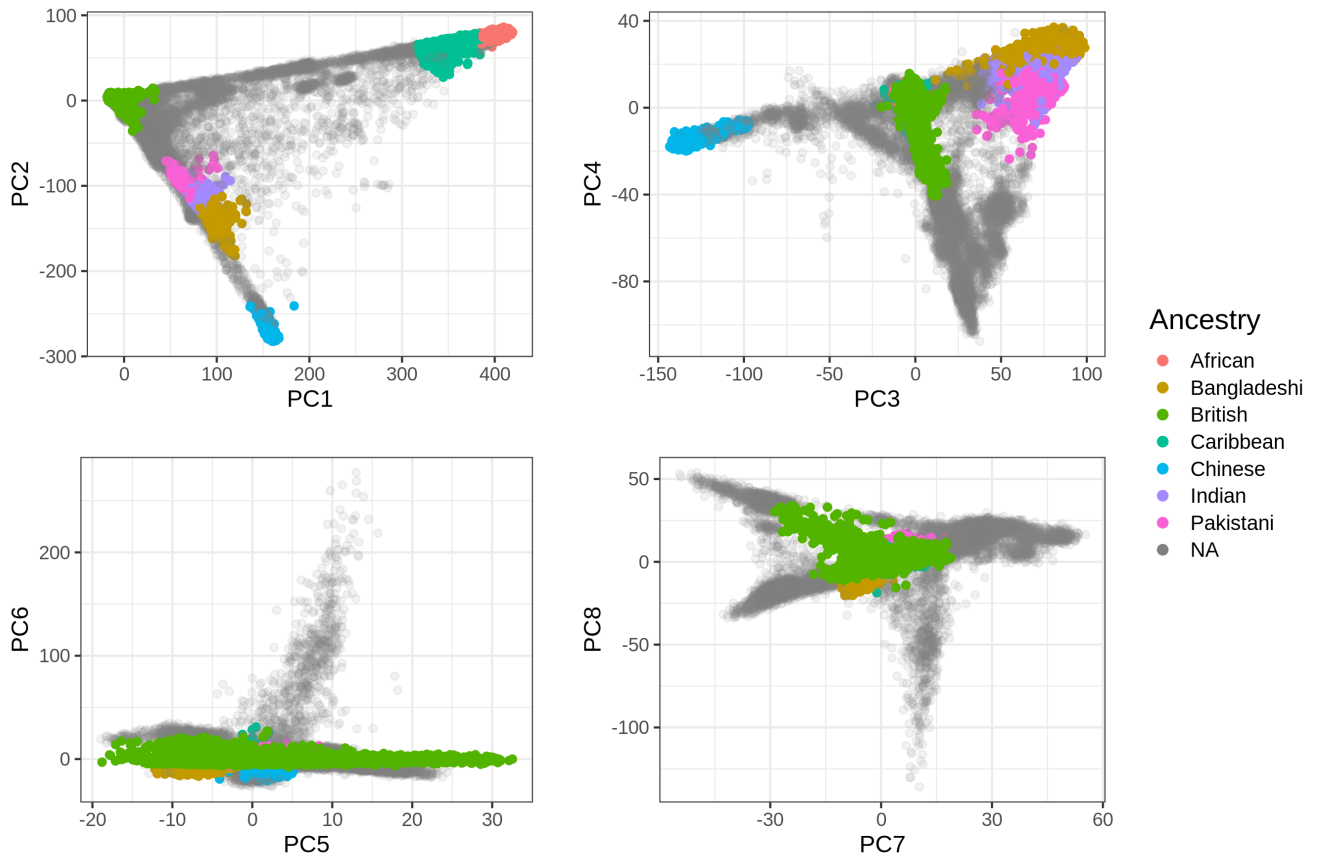 100
0
-100
-200
-300
PC2
0 100 200 300 400
PC1
40
0
-40
-80
PC4
-150 -100 -50 0 50 100
PC3
200
100
0
PC6
-20 -10 0 10 20 30
PC5
50
0
-50
-100
PC8
-30 0 30 60
PC7
Ancestry
African
Bangladeshi
British
Caribbean
Chinese
Indian
Pakistani
NA